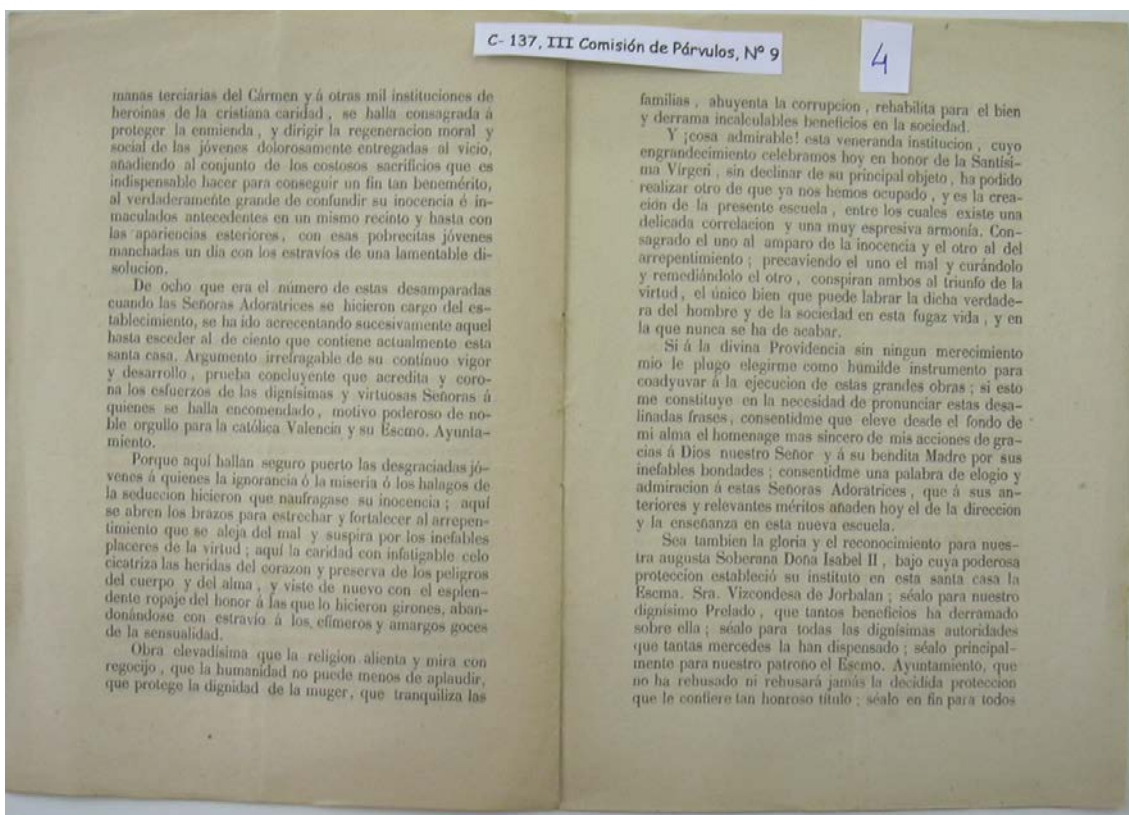 C- 137, III Comisión de Párvulos, Nº 9
4
manas terciarias del Cármen y á otras mil instituciones de
heroinas de la cristiana caridad, se halla consagrada á
proteger la enmienda, y dirigir la regeneracion moral y
social de las jóvenes dolorosamente entregadas al vicio,
añadiendo al conjunto de los costosos sacrificios que es
indispensable hacer para conseguir un fin tan benemérito,
al verdaderamente grande de confundir su inocencia é in-
maculados antecedentes en un mismo recinto y hasta con
las apariencias esteriores, con esas pobrecitas jóvenes
manchadas un dia con los estravíos de una lamentable di-
solucion.
De ocho que era el número de estas desamparadas
cuando las Señoras Adoratrices se hicieron cargo del es-
tablecimiento, se ha ido acrecentando sucesivamente aquel
hasta esceder al de ciento que contiene actualmente esta
santa casa. Argumento irrefragable de su contínuo vigor
y desarrollo, prueba concluyente que acredita y coro-
na los esfuerzos de las dignísimas y virtuosas Señoras á
quienes se halla encomendado, motivo poderoso de no-
ble orgullo para la católica Valencia y su Escmo. Ayunta-
miento.
Porque aquí hallan seguro puerto las desgraciadas jó-
venes á quienes la ignorancia ó la miseria ó los halagos de
la seduccion hicieron que naufragase su inocencia; aquí
se abren los brazos para estrechar y fortalecer al arrepen-
timiento que se aleja del mal y suspira por los inefables
placeres de la virtud; aquí la caridad con infatigable celo
cicatriza las heridas del corazon y preserva de los peligros
del cuerpo y del alma, y viste de nuevo con el esplen-
dente ropaje del honor á las que lo hicieron girones, aban-
donándose con estravío á los efímeros y amargos goces
de la sensualidad.
Obra elevadísima que la religion alienta y mira con
regocijo, que la humanidad no puede menos de aplaudir,
que protege la dignidad de la muger, que tranquiliza las
familias, ahuyenta la corrupcion, rehabilita para el bien
y derrama incalculables beneficios en la sociedad.
Y ¡cosa admirable! esta veneranda institucion, cuyo
engrandecimiento celebramos hoy en honor de la Santísi-
ma Vírgen, sin declinar de su principal objeto, ha podido
realizar otro de que ya nos hemos ocupado, y es la crea-
ción de la presente escuela, entre los cuales existe una
delicada correlacion y una muy espresiva armonía. Con-
sagrado el uno al amparo de la inocencia y el otro al del
arrepentimiento; precaviendo el uno el mal y curándolo
y remediándolo el otro, conspiran ambos al triunfo de la
virtud, el único bien que puede labrar la dicha verdade-
ra del hombre y de la sociedad en esta fugaz vida, y en
la que nunca se ha de acabar.
Si á la divina Providencia sin ningun merecimiento
mio le plugo elegirme como humilde instrumento para
coadyuvar á la ejecucion de estas grandes obras; si esto
me constituye en la necesidad de pronunciar estas desa-
linadas frases, consentidme que eleve desde el fondo de
mi alma el homenage mas sincero de mis acciones de gra-
cias á Dios nuestro Señor y á su bendita Madre por sus
inefables bondades; consentidme una palabra de elogio y
admiracion á estas Señoras Adoratrices, que á sus an-
teriores y relevantes méritos añaden hoy el de la direccion
y la enseñanza en esta nueva escuela.
Sea tambien la gloria y el reconocimiento para nues-
tra augusta Soberana Doña Isabel II, bajo cuya poderosa
proteccion estableció su instituto en esta santa casa la
Escma. Sra. Vizcondesa de Jorbalan; séalo para nuestro
dignísimo Prelado, que tantos beneficios ha derramado
sobre ella; séalo para todas las dignísimas autoridades
que tantas mercedes la han dispensado; séalo principal-
mente para nuestro patrono el Escmo. Ayuntamiento, que
no ha rehusado ni rehusará jamás la decidida proteccion
que le confiere tan honroso título; séalo en fin para todos